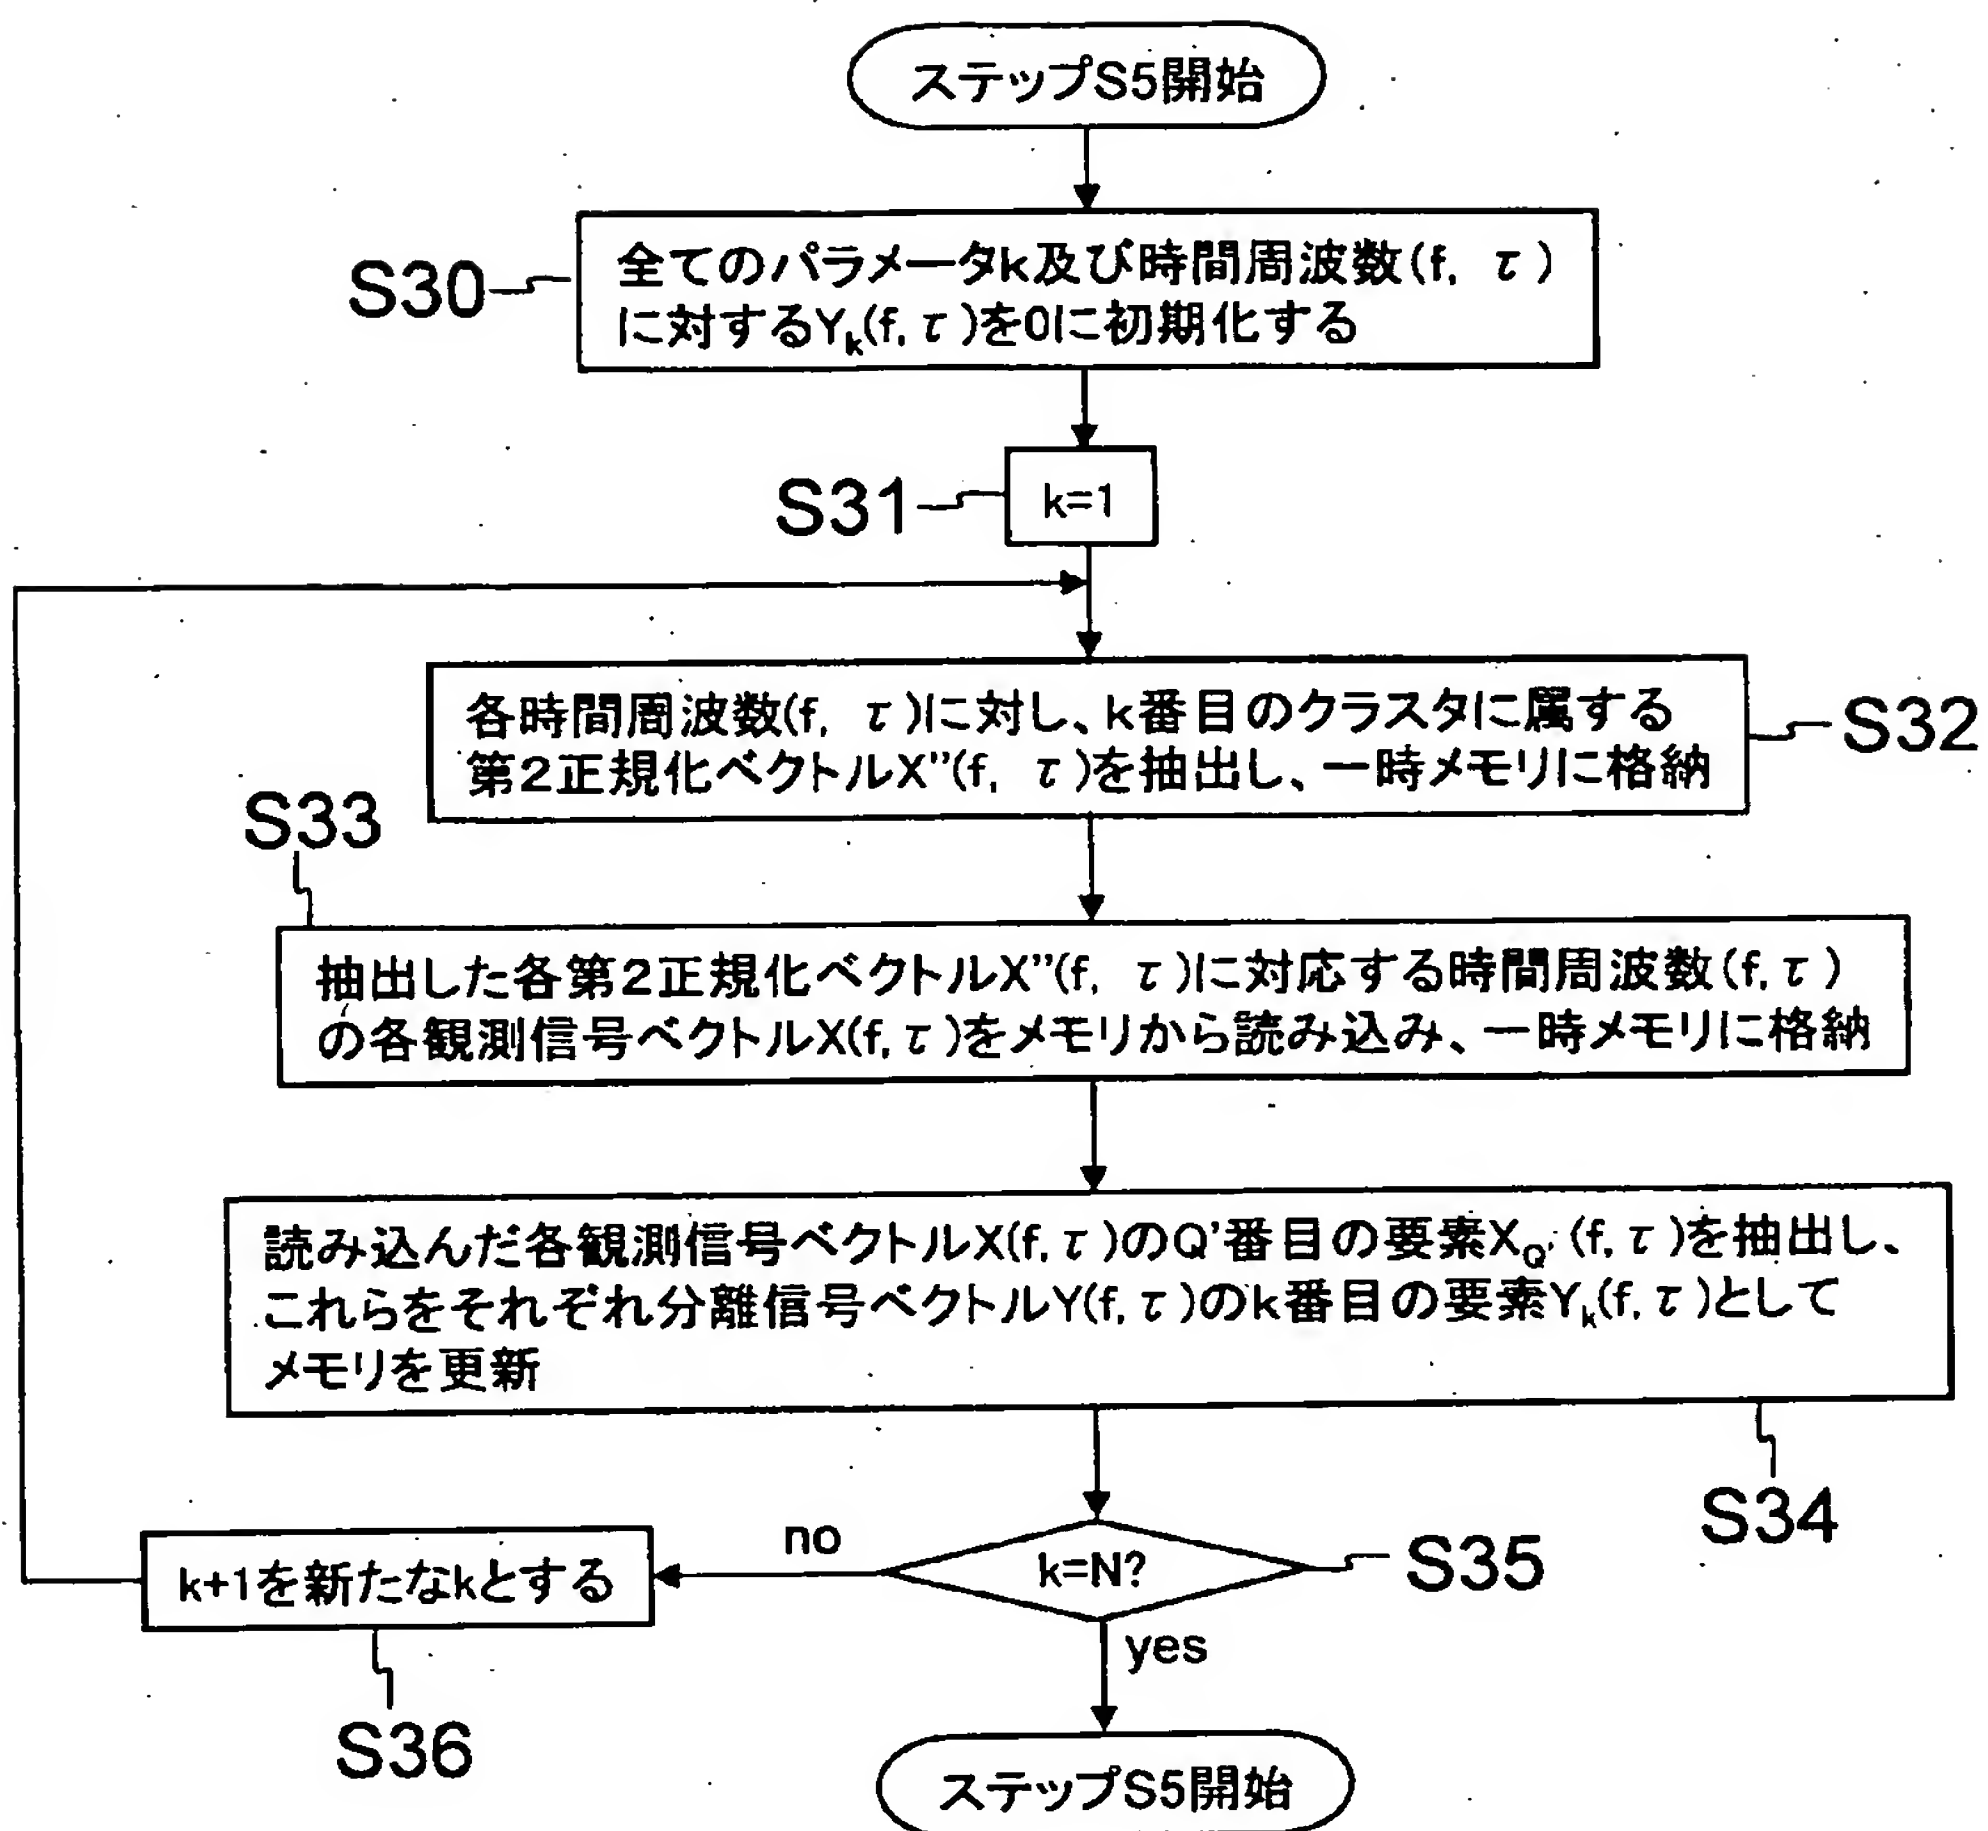 ステップS5開始
S30
全てのパラメータk及び時間周波数(f, τ)
に対するYk(f,τ)を0に初期化する
S31
k=1
各時間周波数(f, τ)に対し、k番目のクラスタに属する
第2正規化ベクトルX”(f, τ)を抽出し、一時メモリに格納
S32
S33
抽出した各第2正規化ベクトルX”(f, τ)に対応する時間周波数(f,τ)
の各観測信号ベクトルX(f,τ)をメモリから読み込み、一時メモリに格納
読み込んだ各観測信号ベクトルX(f,τ)のQ’番目の要素XQ’(f,τ)を抽出し、
これらをそれぞれ分離信号ベクトルY(f,τ)のk番目の要素Yk(f,τ)として
メモリを更新
S34
no
k=N?
S35
k+1を新たなkとする
yes
S36
ステップS5開始